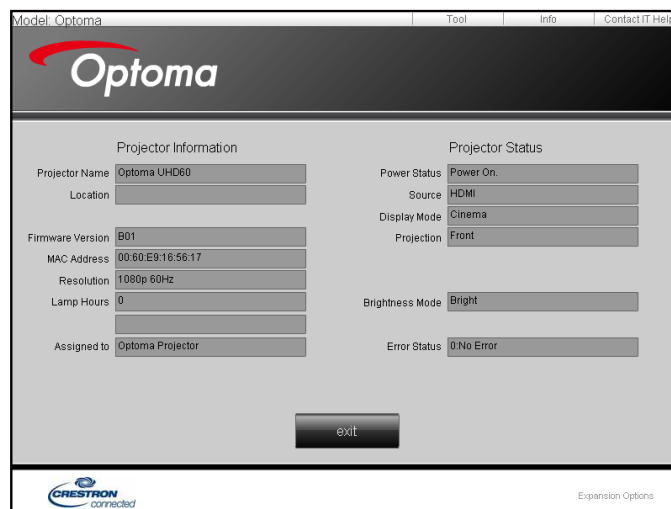 Model: Optoma
Tool Info Contact IT Help
Optoma
Projector Information
Projector Name Optoma UHD60
Location
Firmware Version B01
MAC Address 00:60:E9:16:56:17
Resolution 1080p 60Hz
Lamp Hours 0
Assigned to Optoma Projector
Projector Status
Power Status Power On.
Source HDMI
Display Mode Cinema
Projection Front
Brightness Mode Bright
Error Status 0:No Error
exit
CRESTRON
connected
Expansion Options